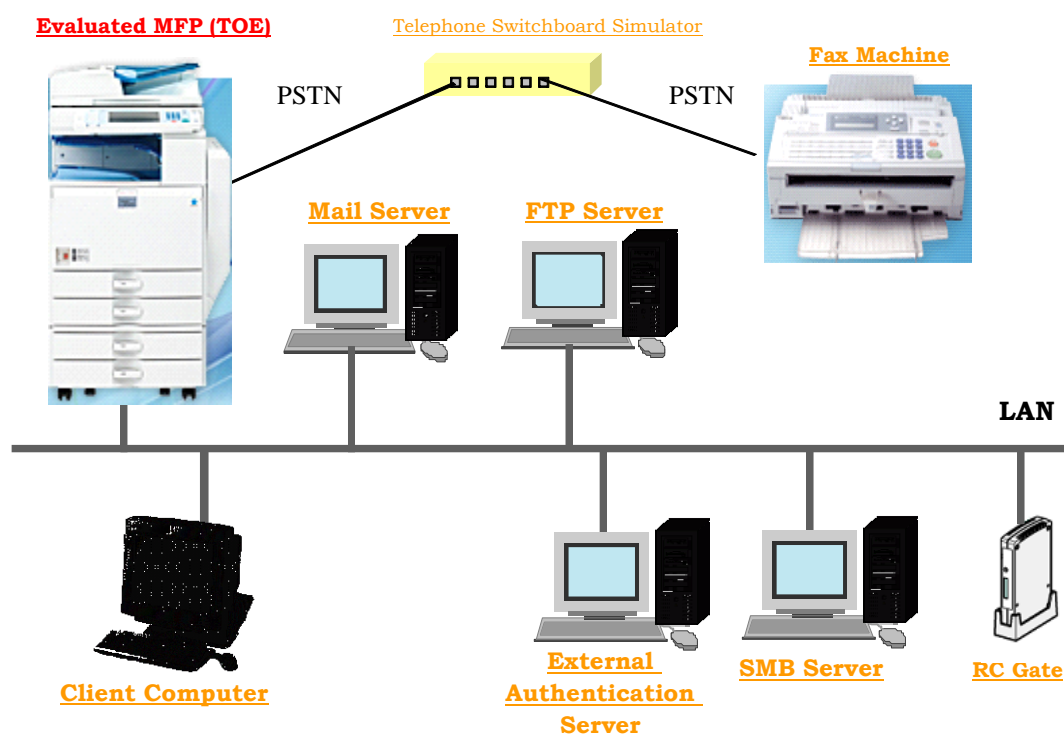 Evaluated MFP (TOE)
Telephone Switchboard Simulator
Fax Machine
PSTN
PSTN
Mail Server
FTP Server
LAN
Client Computer
External
Authentication
Server
SMB Server
RC Gate